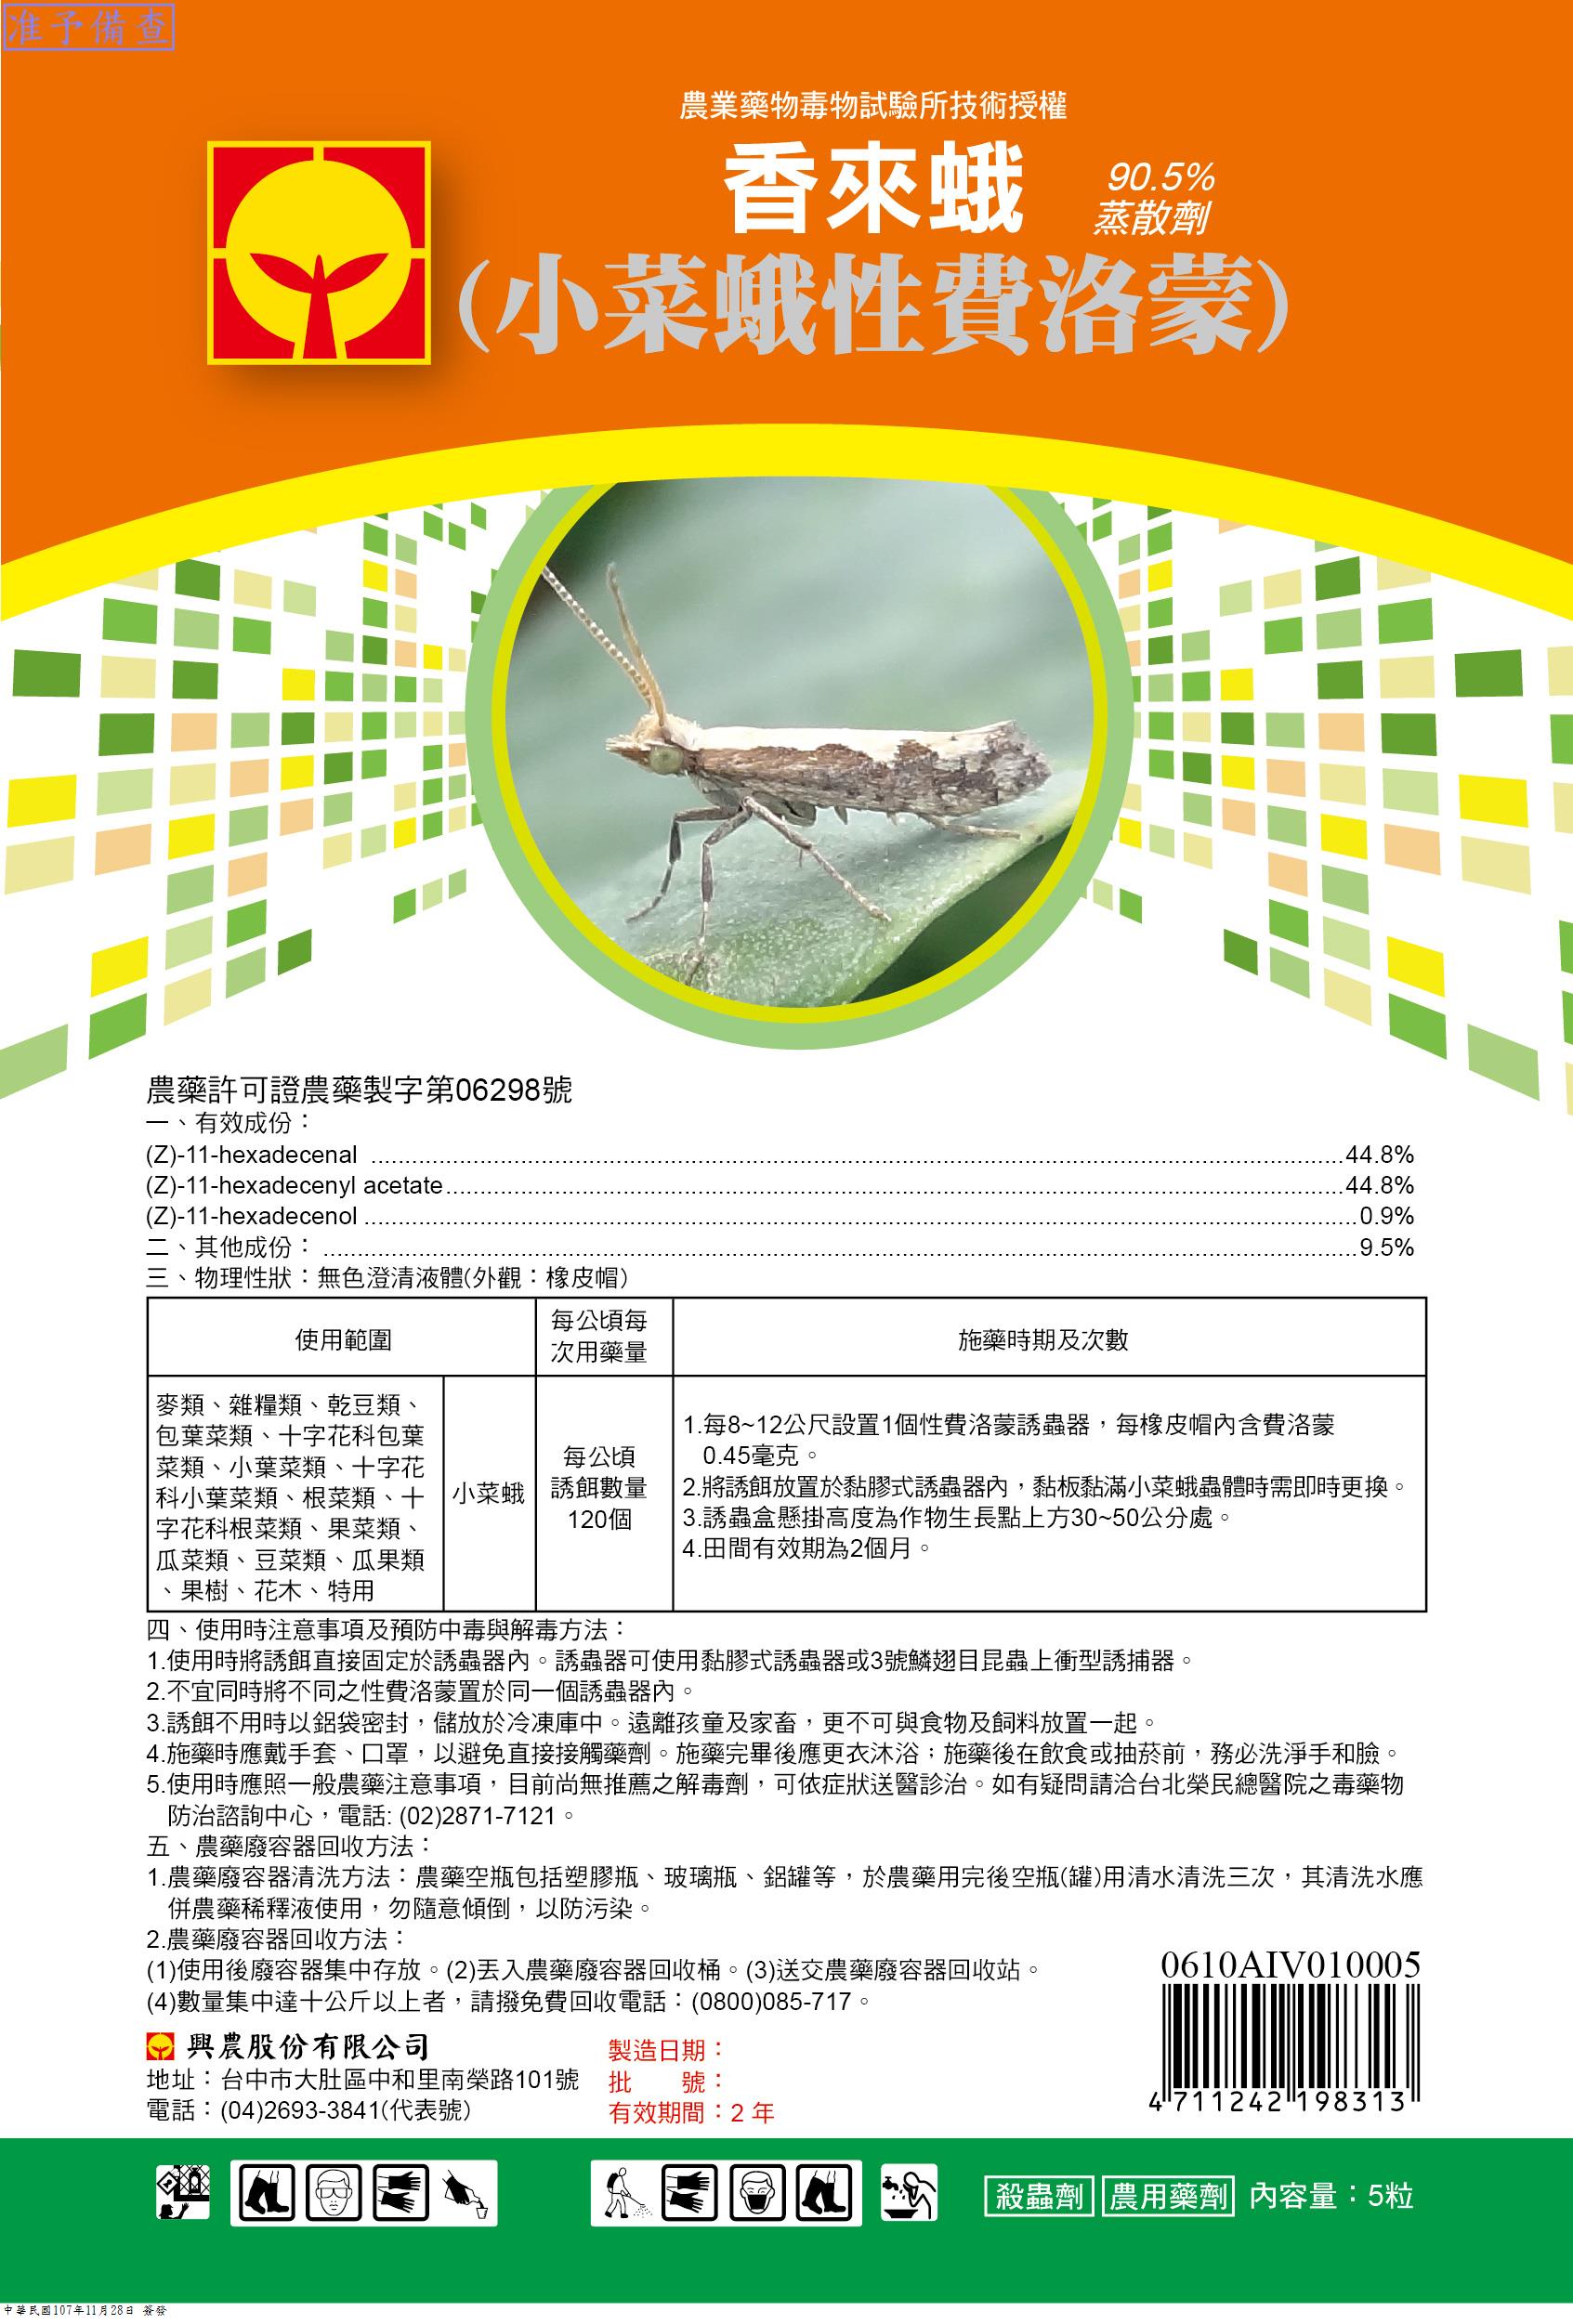 准予備查
農業藥物毒物試驗所技術授權
香來蛾
90.5%
蒸散劑
(小菜蛾性費洛蒙)
農藥許可證農藥製字第06298號
一、有效成份：
(Z)-11-hexadecenal ........ 44.8%
(Z)-11-hexadecenyl acetate ........ 44.8%
(Z)-11-hexadecenol ........ 0.9%
二、其他成份： ........ 9.5%
三、物理性狀：無色澄清液體(外觀：橡皮帽)
使用範圍
每公頃每
次用藥量
施藥時期及次數
麥類、雜糧類、乾豆類、
包葉菜類、十字花科包葉
菜類、小葉菜類、十字花
科小葉菜類、根菜類、十
字花科根菜類、果菜類、
瓜菜類、豆菜類、瓜果類
、果樹、花木、特用
小菜蛾
每公頃
誘餌數量
120個
1.每8~12公尺設置1個性費洛蒙誘蟲器，每橡皮帽內含費洛蒙
0.45毫克。
2.將誘餌放置於黏膠式誘蟲器內，黏板黏滿小菜蛾蟲體時需即時更換。
3.誘蟲盒懸掛高度為作物生長點上方30~50公分處。
4.田間有效期為2個月。
四、使用時注意事項及預防中毒與解毒方法：
1.使用時將誘餌直接固定於誘蟲器內。誘蟲器可使用黏膠式誘蟲器或3號鱗翅目昆蟲上衝型誘捕器。
2.不宜同時將不同之性費洛蒙置於同一個誘蟲器內。
3.誘餌不用時以鋁袋密封，儲放於冷凍庫中。遠離孩童及家畜，更不可與食物及飼料放置一起。
4.施藥時應戴手套、口罩，以避免直接接觸藥劑。施藥完畢後應更衣沐浴；施藥後在飲食或抽菸前，務必洗淨手和臉。
5.使用時應照一般農藥注意事項，目前尚無推薦之解毒劑，可依症狀送醫診治。如有疑問請洽台北榮民總醫院之毒藥物
防治諮詢中心，電話: (02)2871-7121。
五、農藥廢容器回收方法：
1.農藥廢容器清洗方法：農藥空瓶包括塑膠瓶、玻璃瓶、鋁罐等，於農藥用完後空瓶(罐)用清水清洗三次，其清洗水應
併農藥稀釋液使用，勿隨意傾倒，以防污染。
2.農藥廢容器回收方法：
(1)使用後廢容器集中存放。(2)丟入農藥廢容器回收桶。(3)送交農藥廢容器回收站。
(4)數量集中達十公斤以上者，請撥免費回收電話：(0800)085-717。
興農股份有限公司
地址：台中市大肚區中和里南榮路101號
電話：(04)2693-3841(代表號)
製造日期：
批　　號：
有效期間：2 年
0610AIV010005
4 711242 198313
殺蟲劑 農用藥劑 內容量：5粒
中華民國107年11月28日 簽發